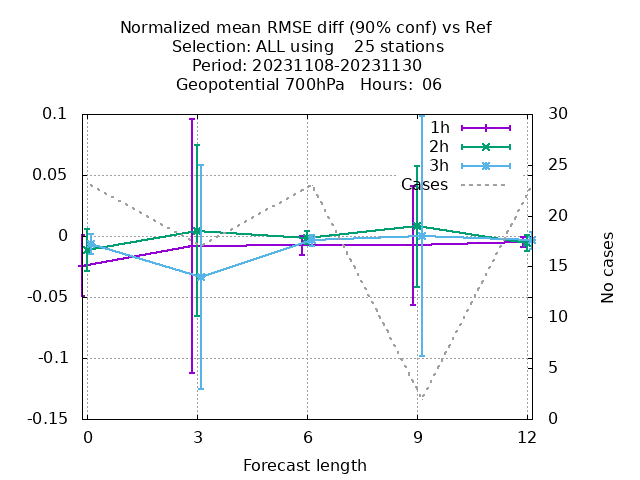 Normalized mean RMSE diff (90% conf) vs Ref
Selection: ALL using    25 stations
Period: 20231108-20231130
Geopotential 700hPa   Hours:  06
0.1
0.05
0
-0.05
-0.1
-0.15
30
25
20
15
10
5
0
1h
2h
3h
Cases
No cases
0
3
6
9
12
Forecast length